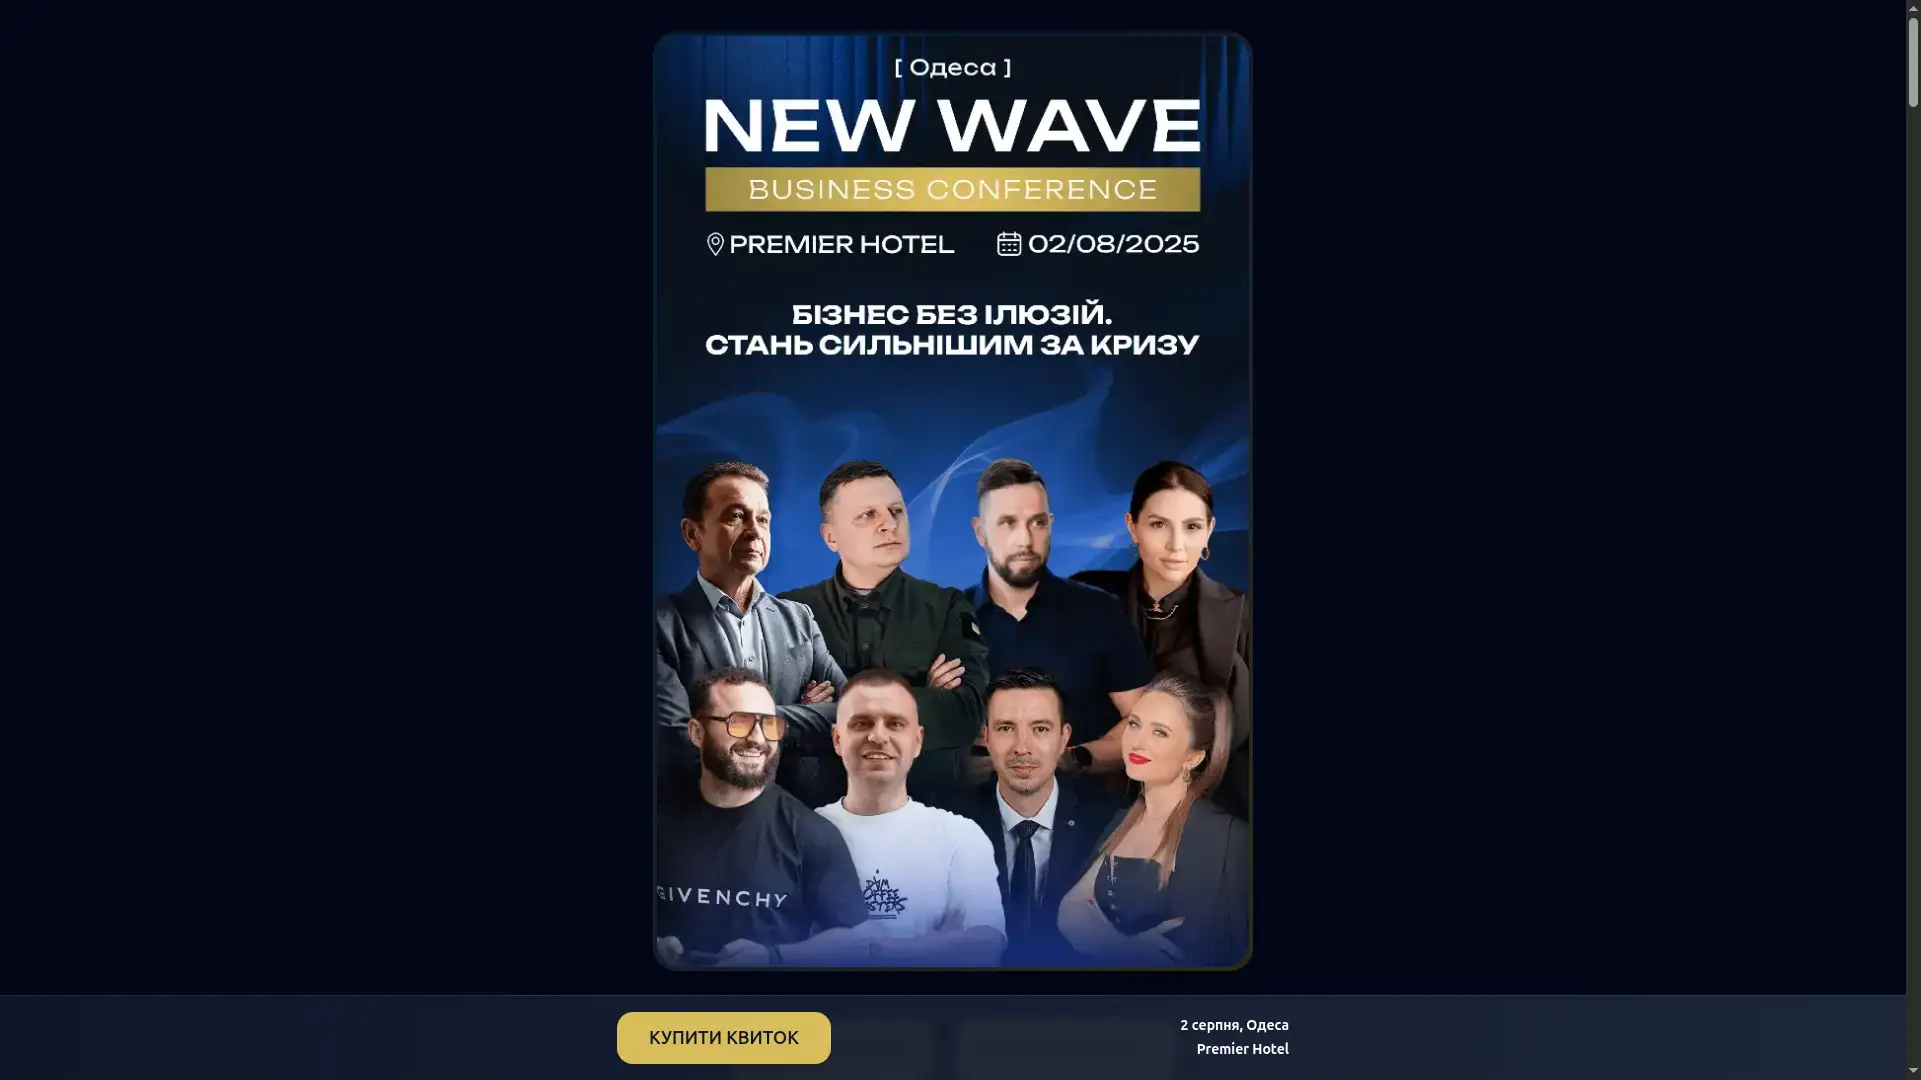 [ Одеса ]
NEW WAVE
BUSINESS CONFERENCE
PREMIER HOTEL 02/08/2025
БІЗНЕС БЕЗ ІЛЮЗІЙ.
СТАНЬ СИЛЬНІШИМ ЗА КРИЗУ
GIVENCHY
КУПИТИ КВИТОК
2 серпня, Одеса
Premier Hotel